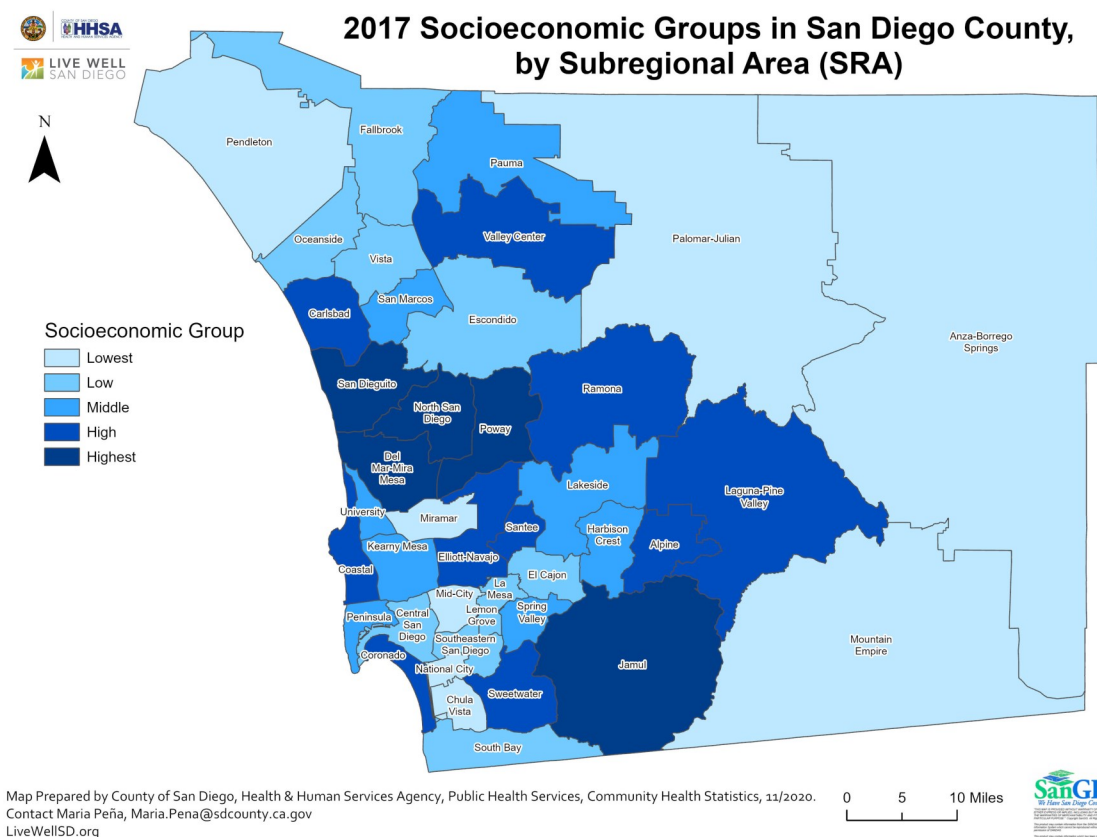 HHSA
LIVE WELL
SAN DIEGO
2017 Socioeconomic Groups in San Diego County,
by Subregional Area (SRA)
N
Pendleton
Fallbrook
Pauma
Oceanside
Valley Center
Palomar-Julian
Vista
San Marcos
Carlsbad
Escondido
Anza-Borrego
Springs
Socioeconomic Group
Lowest
Low
Middle
High
Highest
San Dieguito
Ramona
North San
Diego
Poway
Del
Mar-Mira
Mesa
Lakeside
Laguna-Pine
Valley
University
Miramar
Santee
Harbison
Crest
Kearny Mesa
Alpine
Elliott-Navajo
Coastal
El Cajon
La
Mesa
Mid-City
Lemon
Grove
Spring
Valley
Peninsula
Central
San
Diego
Southeastern
San Diego
Mountain
Empire
Coronado
Jamul
National City
Sweetwater
Chula
Vista
South Bay
Map Prepared by County of San Diego, Health & Human Services Agency, Public Health Services, Community Health Statistics, 11/2020.
Contact Maria Peña, Maria.Pena@sdcounty.ca.gov
LiveWellSD.org
0 5 10 Miles